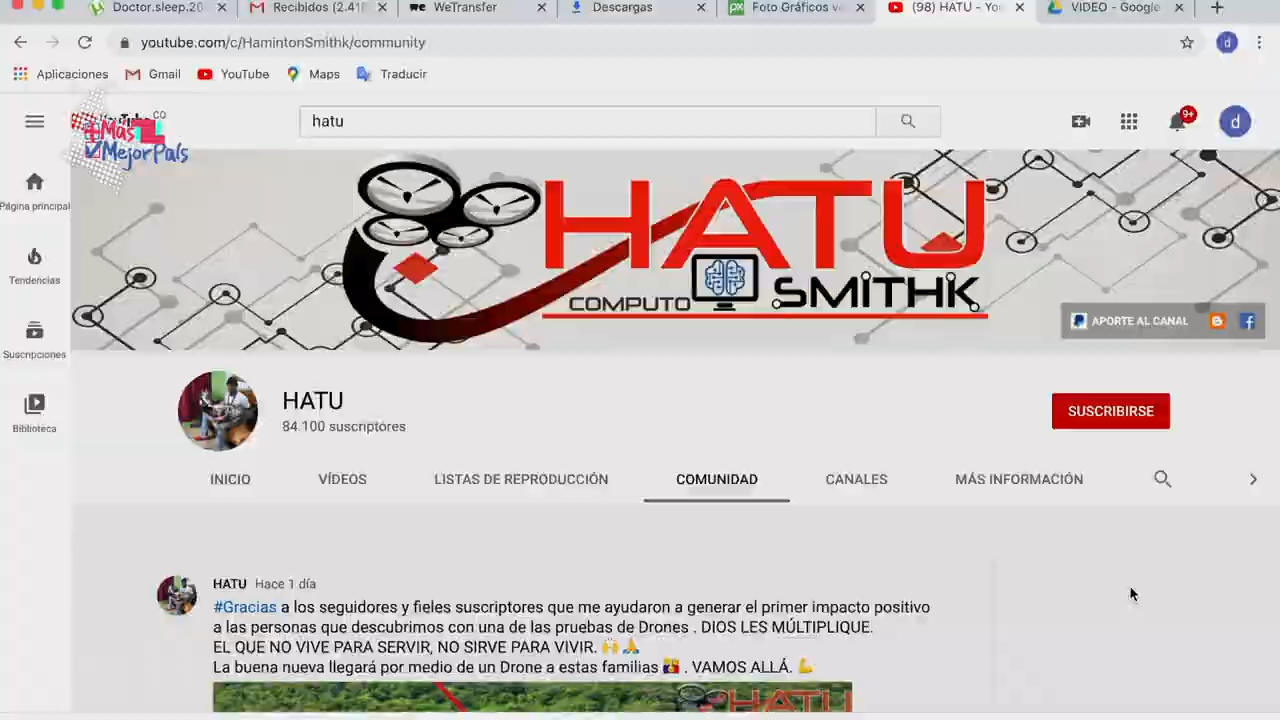 Doctor.sleep.20
Recibidos (2.41
WeTransfer
Descargas
Foto Gráficos v
(98) HATU - Yo
VIDEO - Google
youtube.com/c/HamintonSmithk/community
d
Aplicaciones
Gmail
YouTube
Maps
Traducir
CO
+Más
MejorPaís
hatu
9+
d
Página principal
Tendencias
Suscripciones
Biblioteca
HATU
COMPUTO
SMITHK
APORTE AL CANAL
HATU
84.100 suscriptores
SUSCRIBIRSE
INICIO
VÍDEOS
LISTAS DE REPRODUCCIÓN
COMUNIDAD
CANALES
MÁS INFORMACIÓN
HATU Hace 1 día
#Gracias a los seguidores y fieles suscriptores que me ayudaron a generar el primer impacto positivo
a las personas que descubrimos con una de las pruebas de Drones . DIOS LES MÚLTIPLIQUE.
EL QUE NO VIVE PARA SERVIR, NO SIRVE PARA VIVIR. 🙌 🙏
La buena nueva llegará por medio de un Drone a estas familias 👪 . VAMOS ALLÁ. 💪
HATU